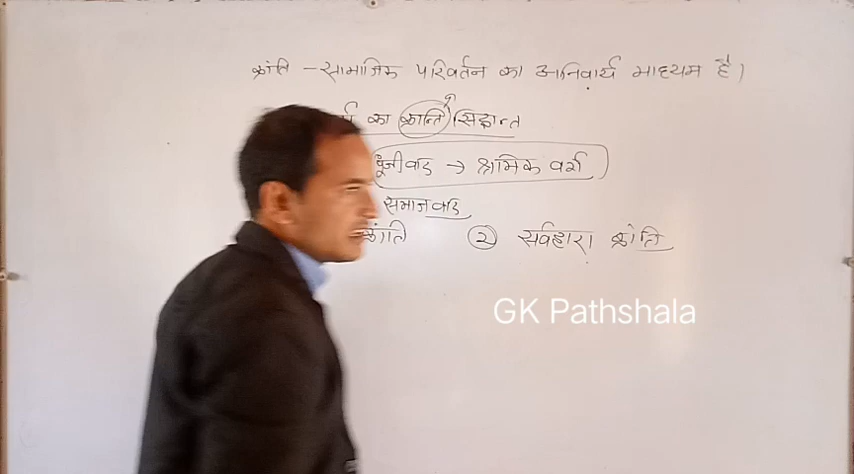 क्रांति - सामाजिक परिवर्तन का अनिवार्य माध्यम है।
का क्रान्ति सिद्धान्त
पूंजीवाद → श्रमिक वर्ग
समाजवाद
क्रांति ② सर्वहारा क्रांति
GK Pathshala